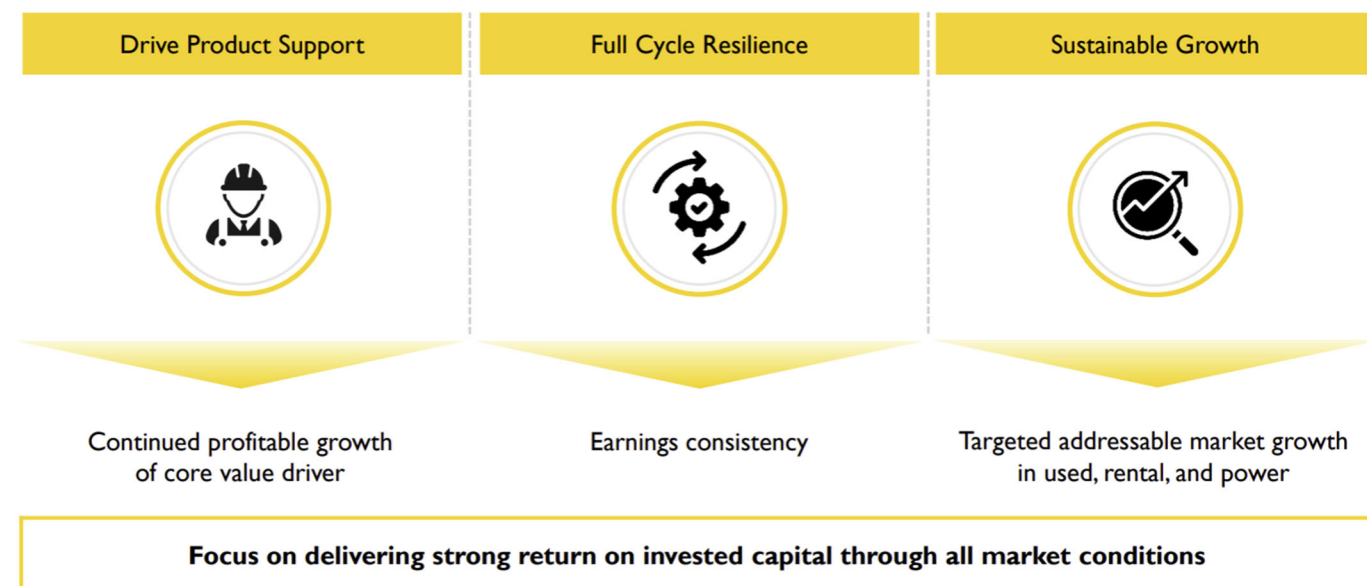 Drive Product Support
Full Cycle Resilience
Sustainable Growth
Continued profitable growth
of core value driver
Earnings consistency
Targeted addressable market growth
in used, rental, and power
Focus on delivering strong return on invested capital through all market conditions